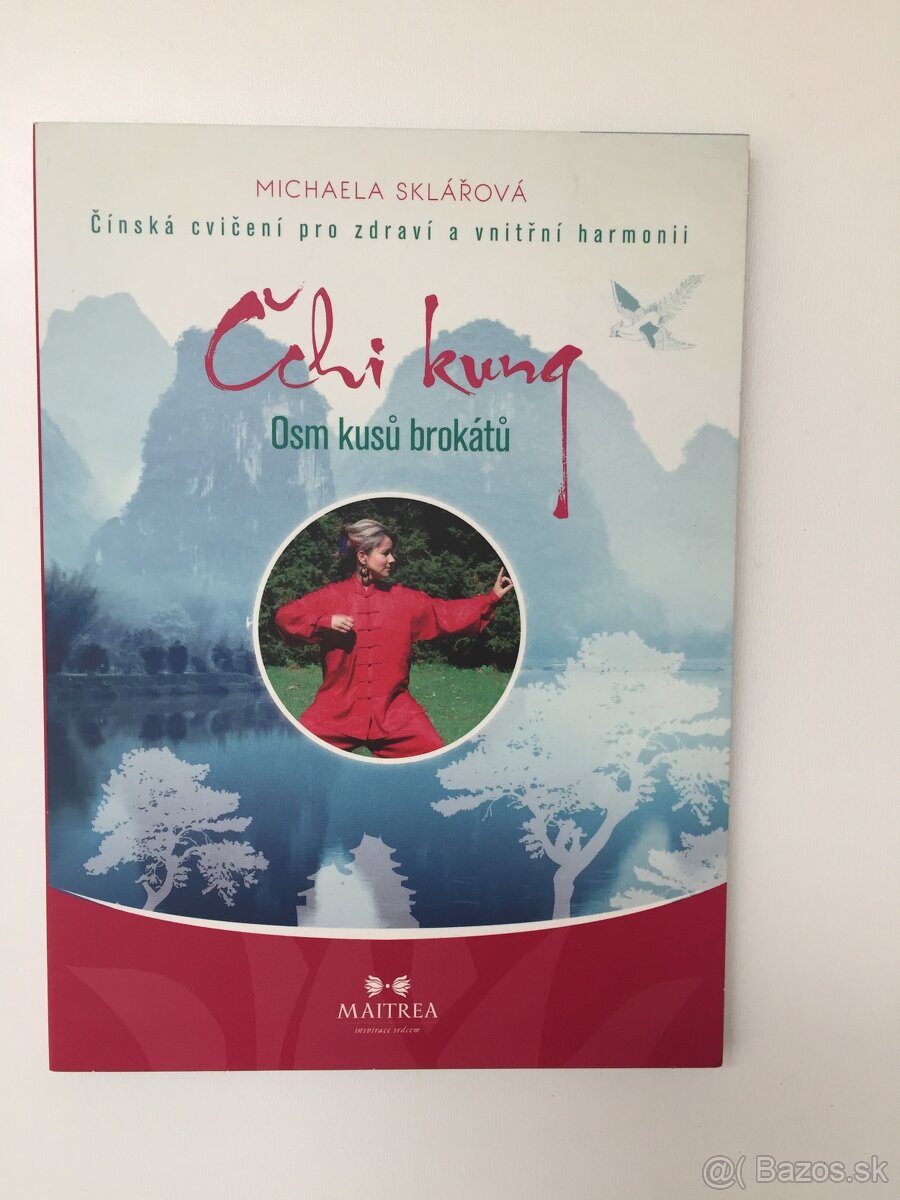 MICHAELA SKLÁŘOVÁ
Čínská cvičení pro zdraví a vnitřní harmonii
Čchi kung
Osm kusů brokátů
MAITREA
inspirace srdcem
@( Bazos.sk